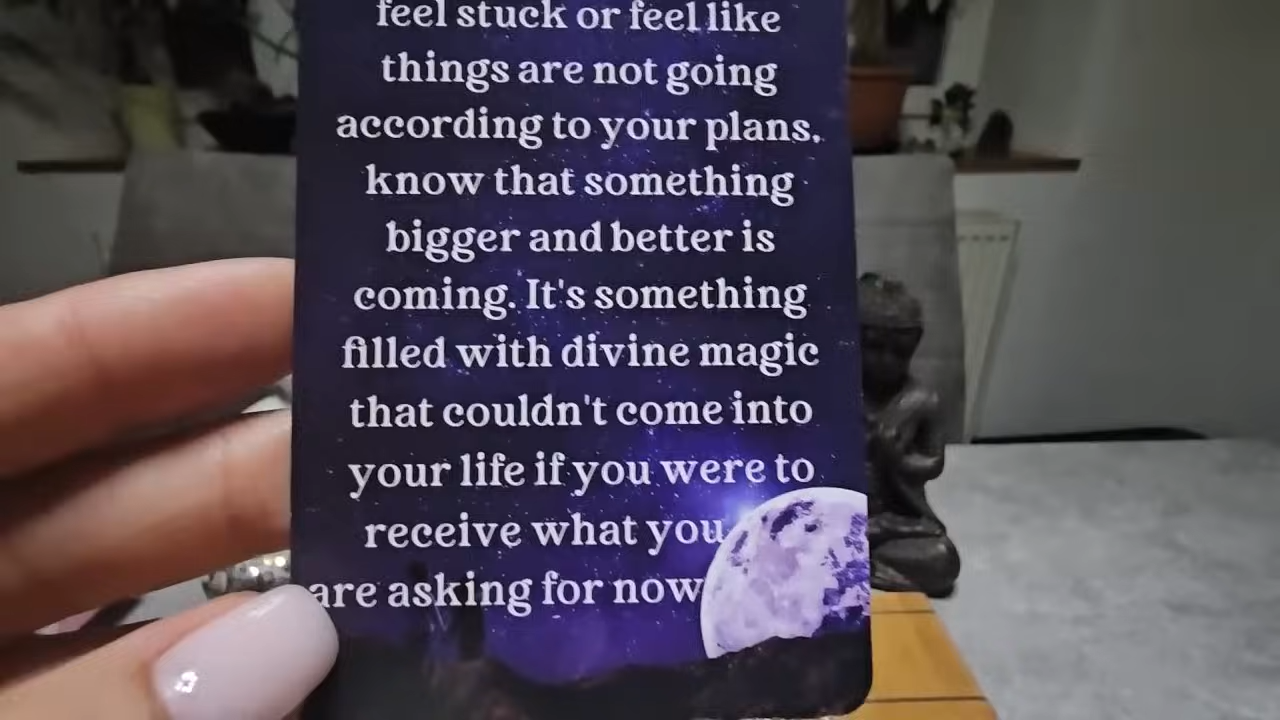 feel stuck or feel like
things are not going
according to your plans,
know that something
bigger and better is
coming. It's something
filled with divine magic
that couldn't come into
your life if you were to
receive what you
are asking for now